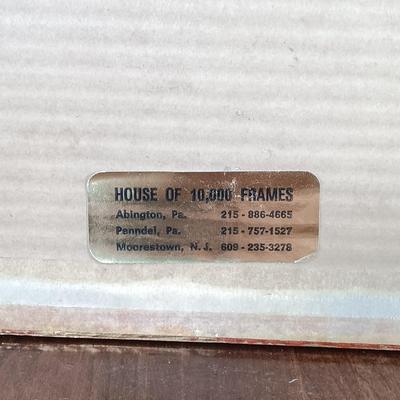 HOUSE OF 10,000 FRAMES
Abington, Pa. 215 - 886-4665
Penndel, Pa. 215 - 757-1527
Moorestown, N. J. 609 - 235-3278